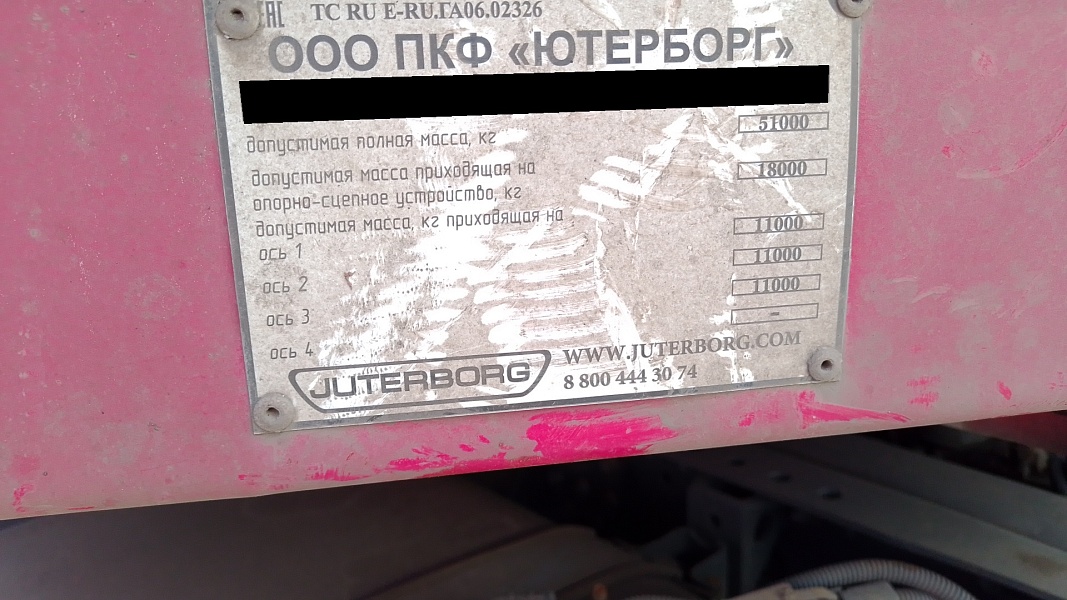 ЕАС ТС RU E-RU.ГА06.02326
ООО ПКФ «ЮТЕРБОРГ»
допустимая полная масса, кг 51000
допустимая масса приходящая на 18000
опорно-сцепное устройство, кг
допустимая масса, кг приходящая на
ось 1 11000
ось 2 11000
ось 3 11000
ось 4 -
JUTERBORG WWW.JUTERBORG.COM
8 800 444 30 74